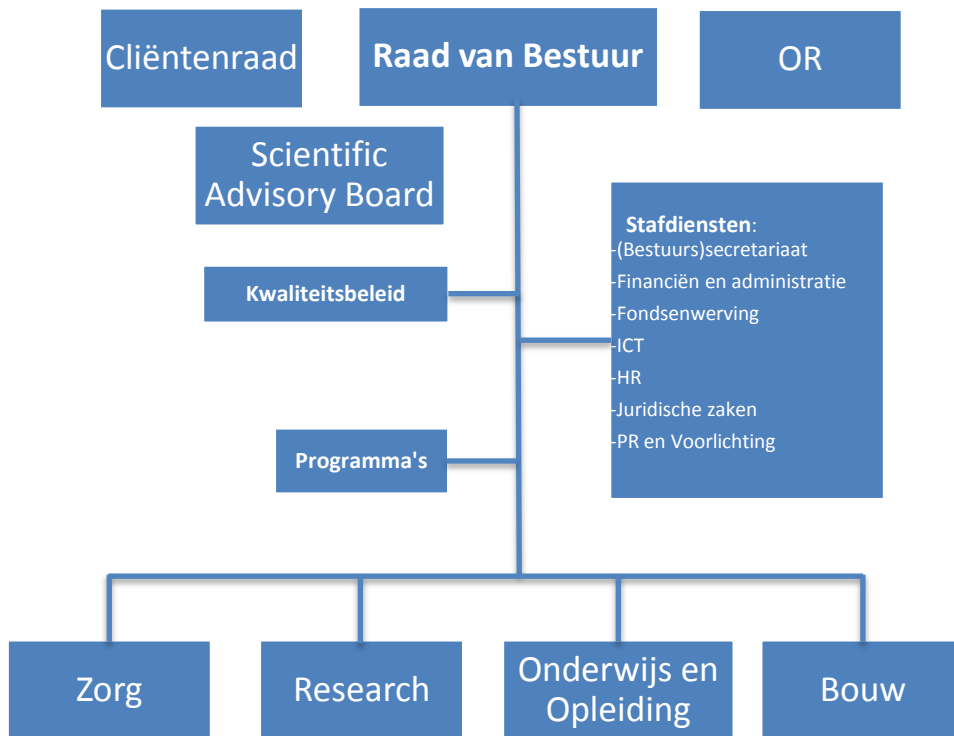 Cliëntenraad
Raad van Bestuur
OR
Scientific
Advisory Board
Stafdiensten:
-(Bestuurs)secretariaat
-Financiën en administratie
-Fondsenwerving
-ICT
-HR
-Juridische zaken
-PR en Voorlichting
Kwaliteitsbeleid
Programma's
Zorg
Research
Onderwijs en
Opleiding
Bouw